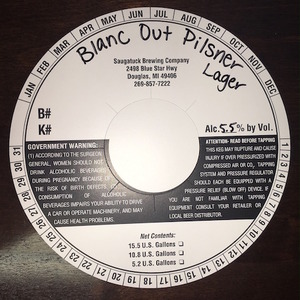 JAN FEB MAR APR MAY JUN JUL AUG SEP OCT NOV DEC
Blanc Out Pilsner
Lager
Saugatuck Brewing Company
2498 Blue Star Hwy
Douglas, MI 49406
269-857-7222
B#
K#
Alc. 5.5 % by Vol.
GOVERNMENT WARNING:
(1) ACCORDING TO THE SURGEON
GENERAL, WOMEN SHOULD NOT
DRINK ALCOHOLIC BEVERAGES
DURING PREGNANCY BECAUSE OF
THE RISK OF BIRTH DEFECTS.
CONSUMPTION OF ALCOHOLIC
BEVERAGES IMPAIRS YOUR ABILITY TO DRIVE
A CAR OR OPERATE MACHINERY, AND MAY
CAUSE HEALTH PROBLEMS.
ATTENTION- READ BEFORE TAPPING
THIS KEG MAY RUPTURE AND CAUSE
INJURY IF OVER PRESSURIZED WITH
COMPRESSED AIR OR CO2. TAPPING
SYSTEM AND PRESSURE REGULATOR
SHOULD ALWAYS INCLUDE A
PRESSURE RELIEF (BLOW OFF) DEVICE. IF
YOU ARE NOT FAMILIAR WITH TAPPING
EQUIPMENT CONSULT YOUR RETAILER OR
LOCAL BEER DISTRIBUTOR.
Net Contents:
15.5 U.S. Gallons
10.8 U.S. Gallons
5.2 U.S. Gallons
1 2 3 4 5 6 7 8 9 10 11 12 13 14 15 16 17 18 19 20 21 22 23 24 25 26 27 28 29 30 31